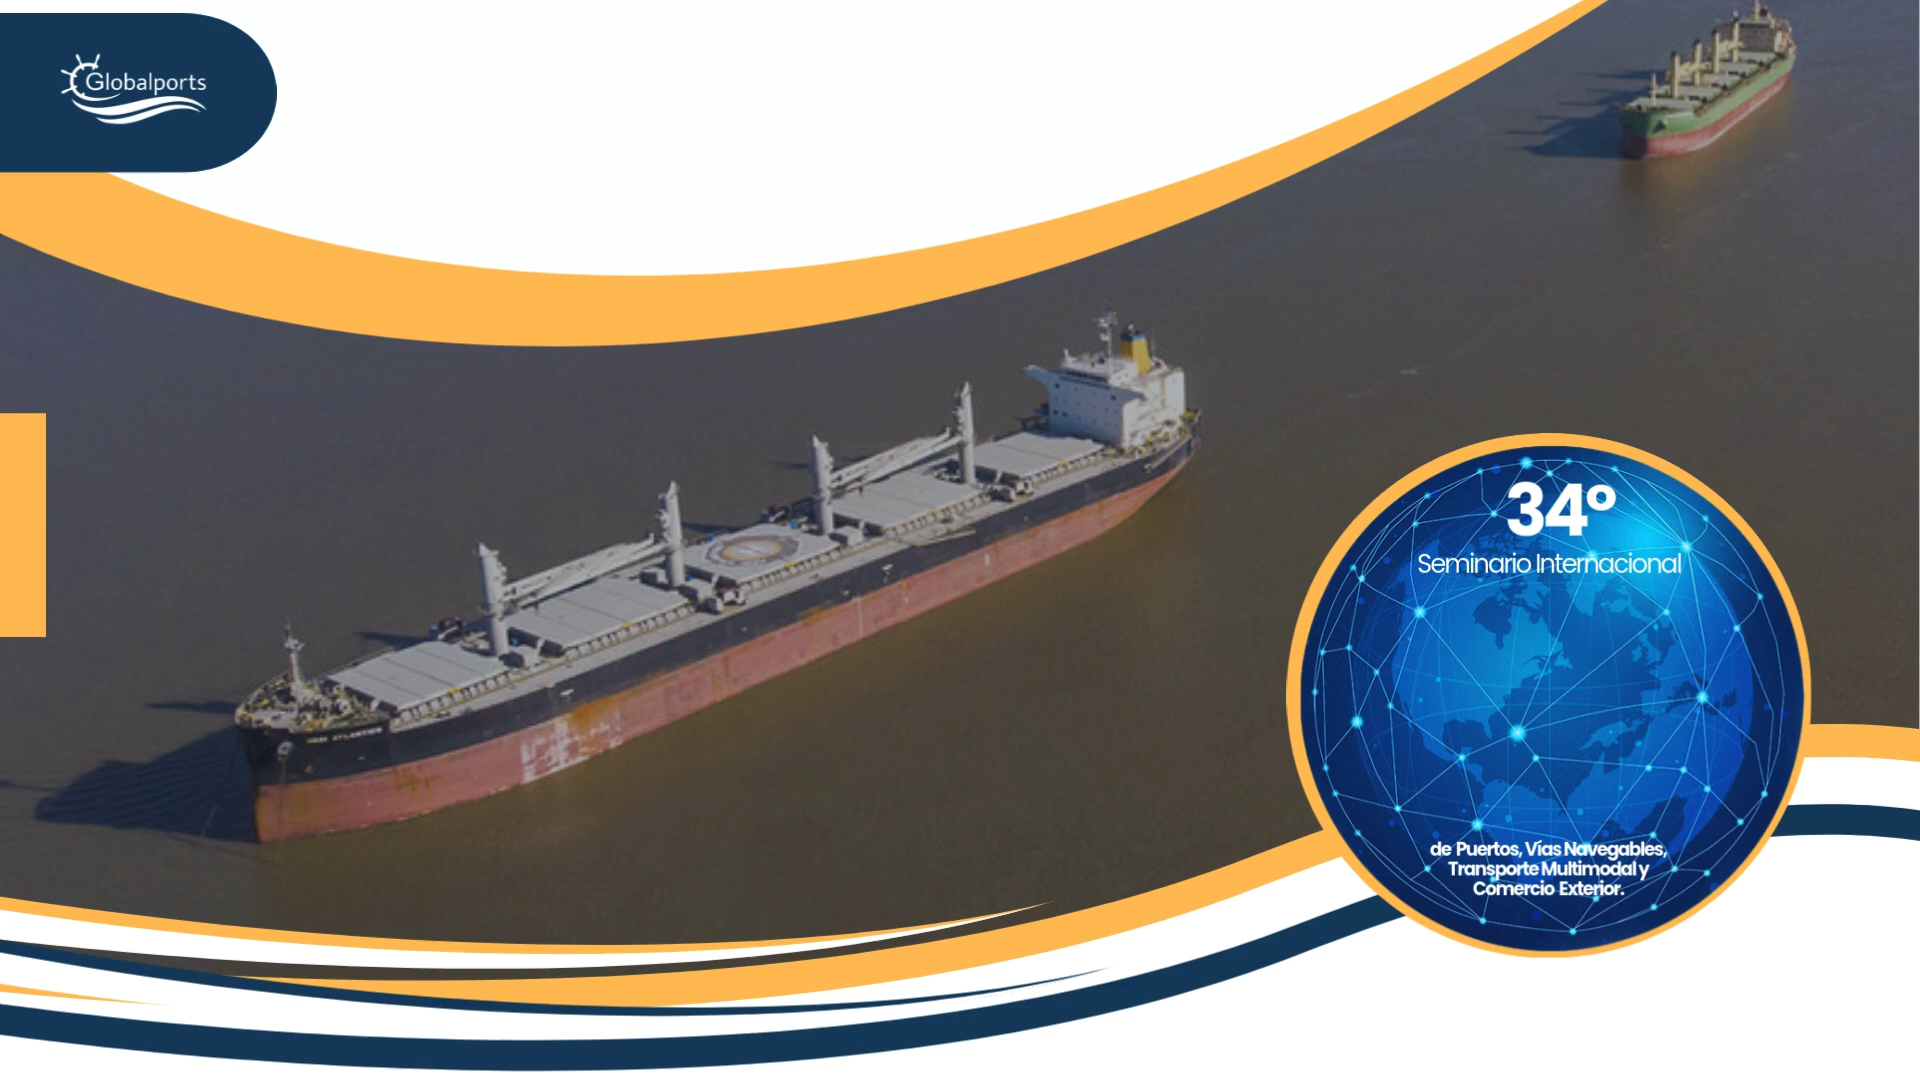 Globalports
34º
Seminario Internacional
de Puertos, Vías Navegables,
Transporte Multimodal y
Comercio Exterior.